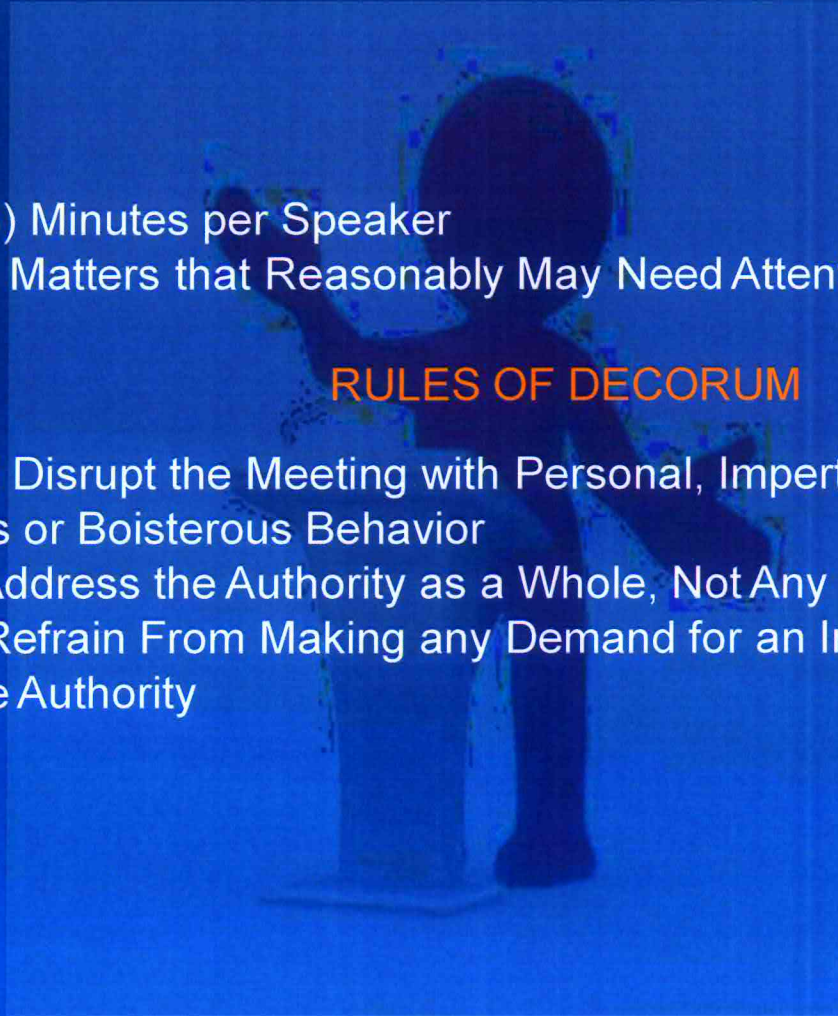 ) Minutes per Speaker
Matters that Reasonably May Need Atten
RULES OF DECORUM
Disrupt the Meeting with Personal, Impert
s or Boisterous Behavior
Address the Authority as a Whole, Not Any
Refrain From Making any Demand for an I
e Authority